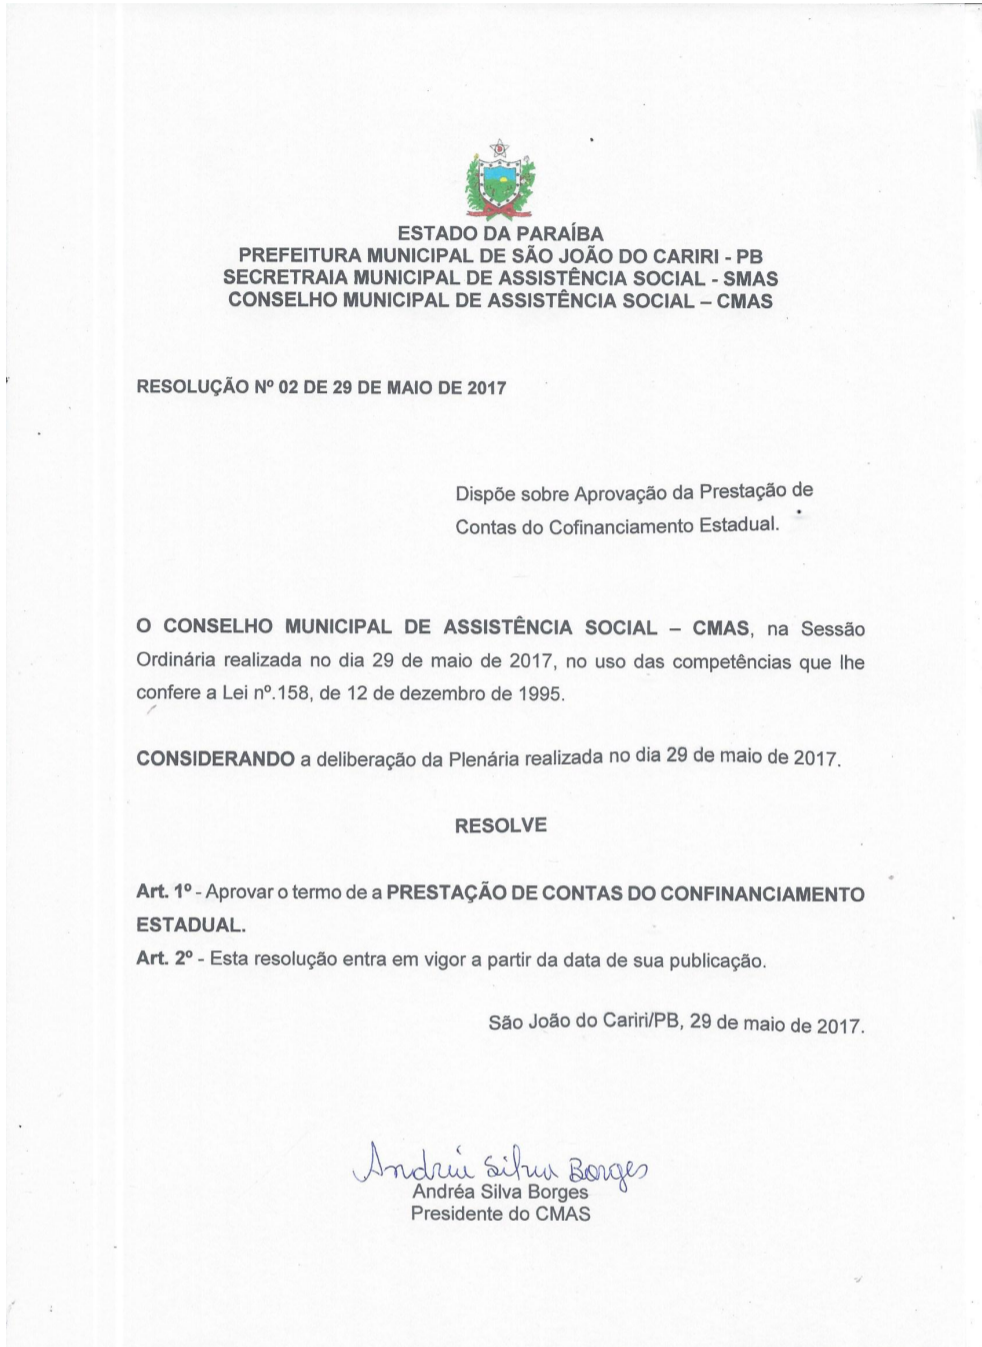 ESTADO DA PARAÍBA
PREFEITURA MUNICIPAL DE SÃO JOÃO DO CARIRI - PB
SECRETRAIA MUNICIPAL DE ASSISTÊNCIA SOCIAL - SMAS
CONSELHO MUNICIPAL DE ASSISTÊNCIA SOCIAL – CMAS
RESOLUÇÃO Nº 02 DE 29 DE MAIO DE 2017
Dispõe sobre Aprovação da Prestação de
Contas do Cofinanciamento Estadual.
O CONSELHO MUNICIPAL DE ASSISTÊNCIA SOCIAL – CMAS, na Sessão
Ordinária realizada no dia 29 de maio de 2017, no uso das competências que lhe
confere a Lei nº.158, de 12 de dezembro de 1995.
CONSIDERANDO a deliberação da Plenária realizada no dia 29 de maio de 2017.
RESOLVE
Art. 1º - Aprovar o termo de a PRESTAÇÃO DE CONTAS DO CONFINANCIAMENTO
ESTADUAL.
Art. 2º - Esta resolução entra em vigor a partir da data de sua publicação.
São João do Cariri/PB, 29 de maio de 2017.
Andréa Silva Borges
Andréa Silva Borges
Presidente do CMAS